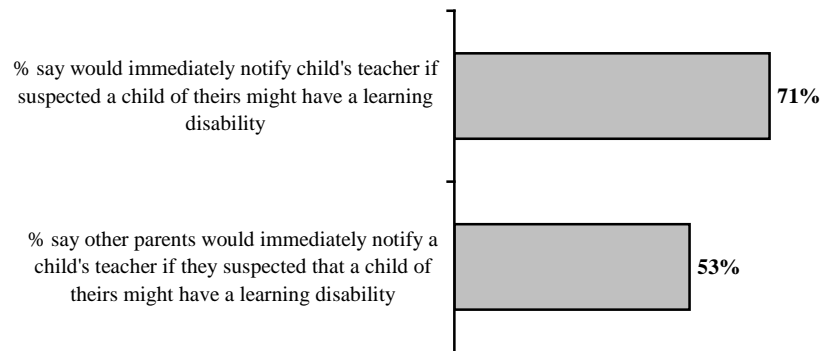 % say would immediately notify child's teacher if
suspected a child of theirs might have a learning
disability
71%
% say other parents would immediately notify a
child's teacher if they suspected that a child of
theirs might have a learning disability
53%